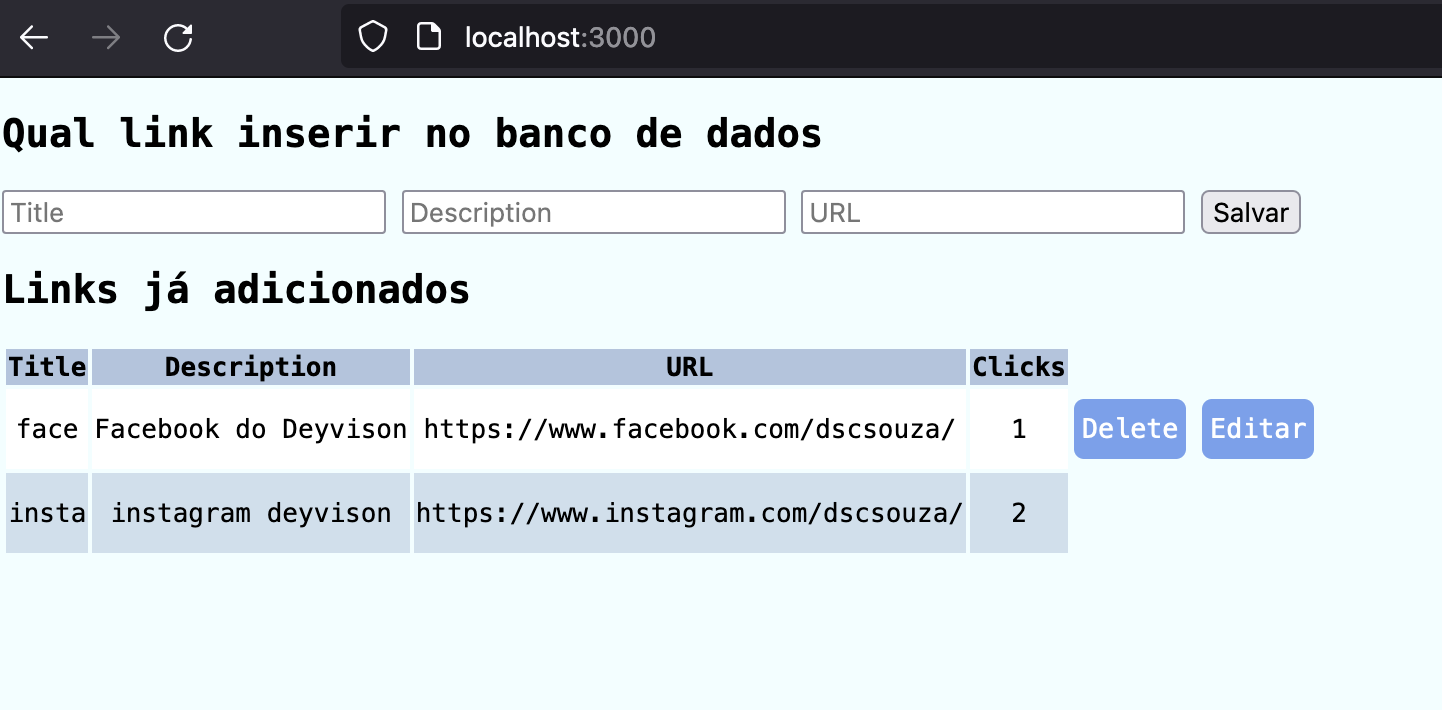 localhost:3000
Qual link inserir no banco de dados
Title Description URL Salvar
Links já adicionados
Title Description URL Clicks
face Facebook do Deyvison https://www.facebook.com/dscsouza/ 1 Delete Editar
insta instagram deyvison https://www.instagram.com/dscsouza/ 2